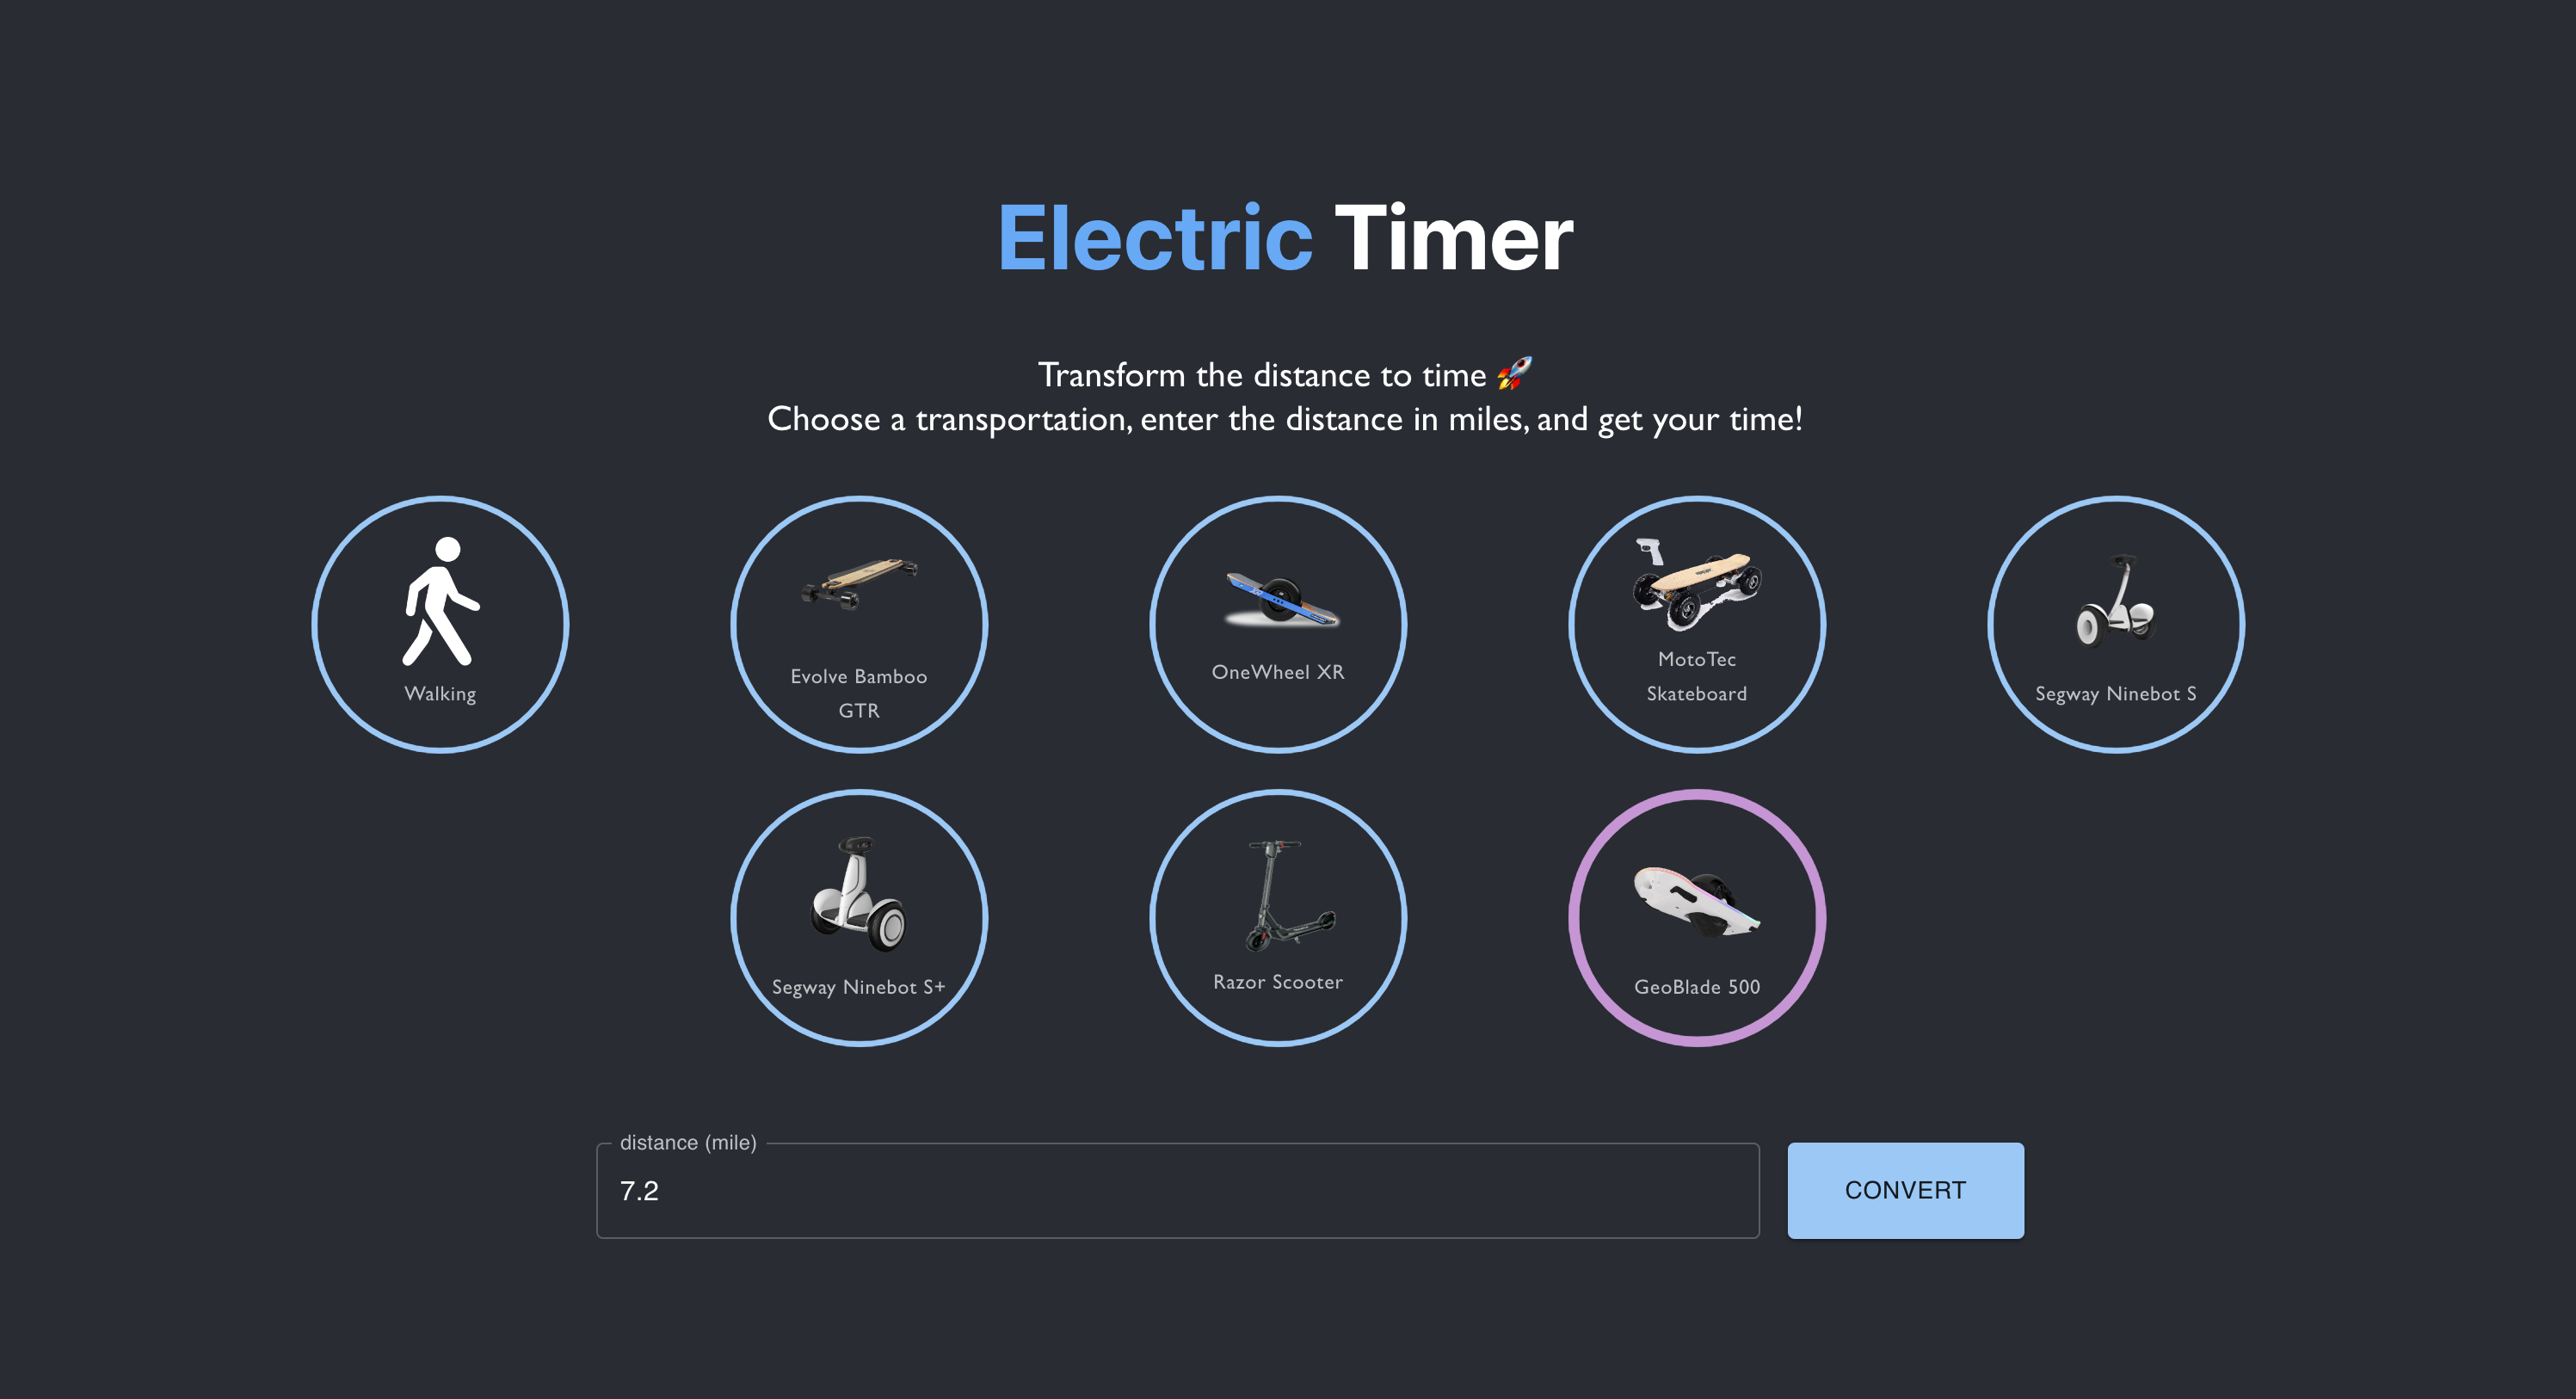 Electric Timer
Transform the distance to time 🚀
Choose a transportation, enter the distance in miles, and get your time!
Walking
Evolve Bamboo
GTR
OneWheel XR
MotoTec
Skateboard
Segway Ninebot S
Segway Ninebot S+
Razor Scooter
GeoBlade 500
distance (mile)
7.2
CONVERT